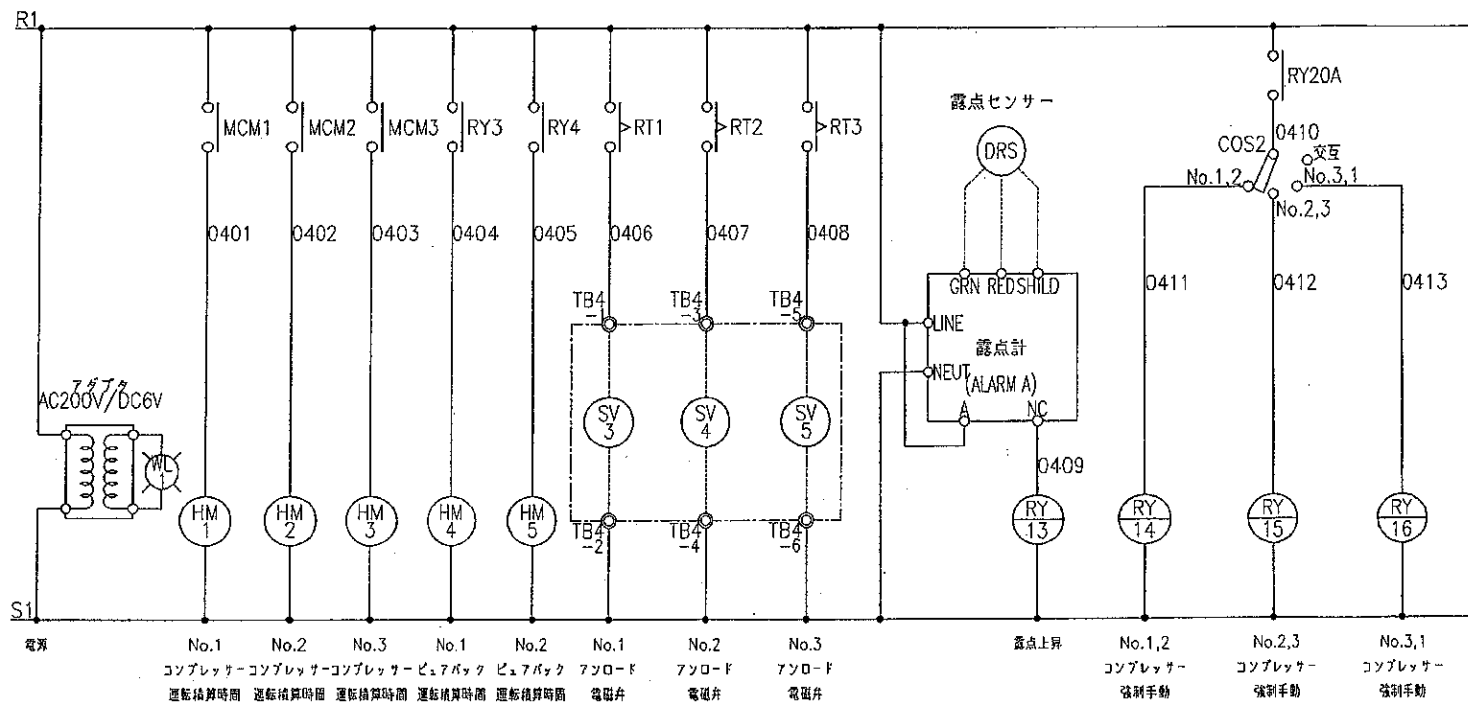 R1
MCM1
MCM2
MCM3
RY3
RY4
RT1
RT2
RT3
露点センサー
DRS
RY20A
0410
COS2
交互
No.1,2
No.3,1
No.2,3
0401
0402
0403
0404
0405
0406
0407
0408
0411
0412
0413
GRN RED SHILD
TB4
-1
TB4
-3
TB4
-5
LINE
露点計
NEUT
(ALARM A)
A
NC
アダプタ
AC200V/DC6V
WL
SV
3
SV
4
SV
5
0409
HM
1
HM
2
HM
3
HM
4
HM
5
TB4
-2
TB4
-4
TB4
-6
RY
13
RY
14
RY
15
RY
16
S1
電源
No.1
コンプレッサー
運転積算時間
No.2
コンプレッサー
運転積算時間
No.3
コンプレッサー
運転積算時間
No.1
ピュアパック
運転積算時間
No.2
ピュアパック
運転積算時間
No.1
アンロード
電磁弁
No.2
アンロード
電磁弁
No.3
アンロード
電磁弁
露点上昇
No.1,2
コンプレッサー
強制手動
No.2,3
コンプレッサー
強制手動
No.3,1
コンプレッサー
強制手動